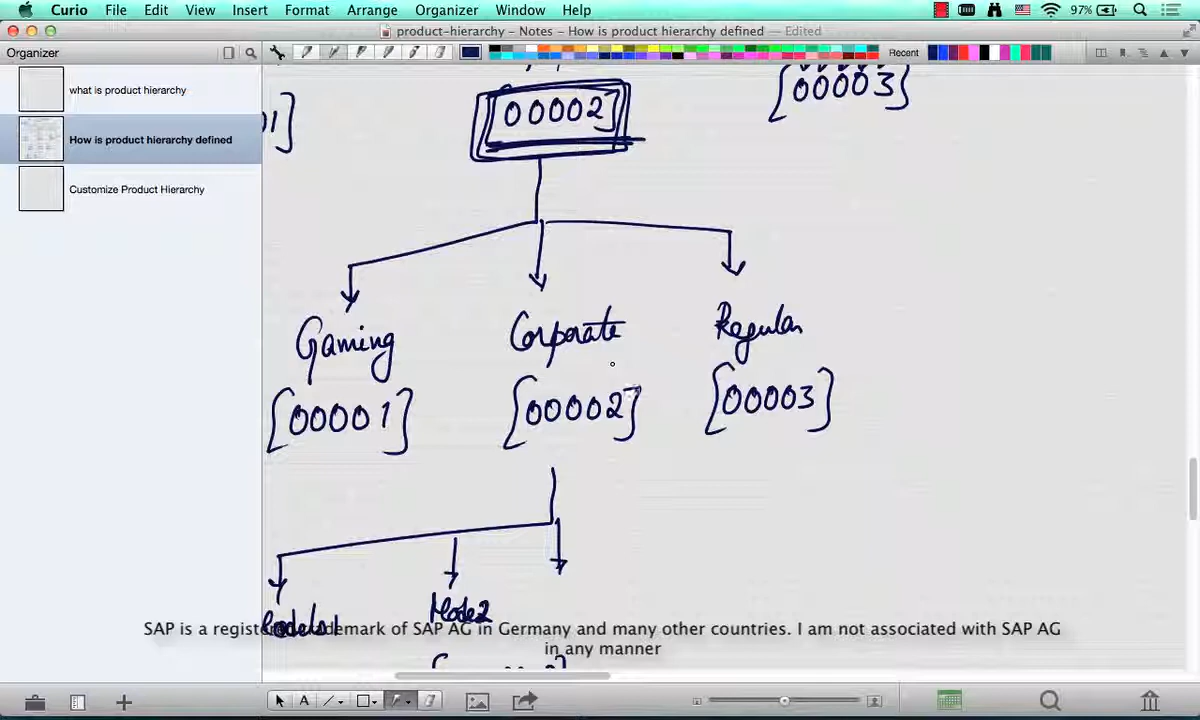 Curio File Edit View Insert Format Arrange Organizer Window Help 97%
product-hierarchy – Notes – How is product hierarchy defined — Edited
Organizer
Recent
what is product hierarchy
How is product hierarchy defined
Customize Product Hierarchy
01]
[00002]
[00003]
Gaming
Corporate
Regular
[00001]
[00002]
[00003]
SAP is a registered trademark of SAP AG in Germany and many other countries. I am not associated with SAP AG
in any manner
A